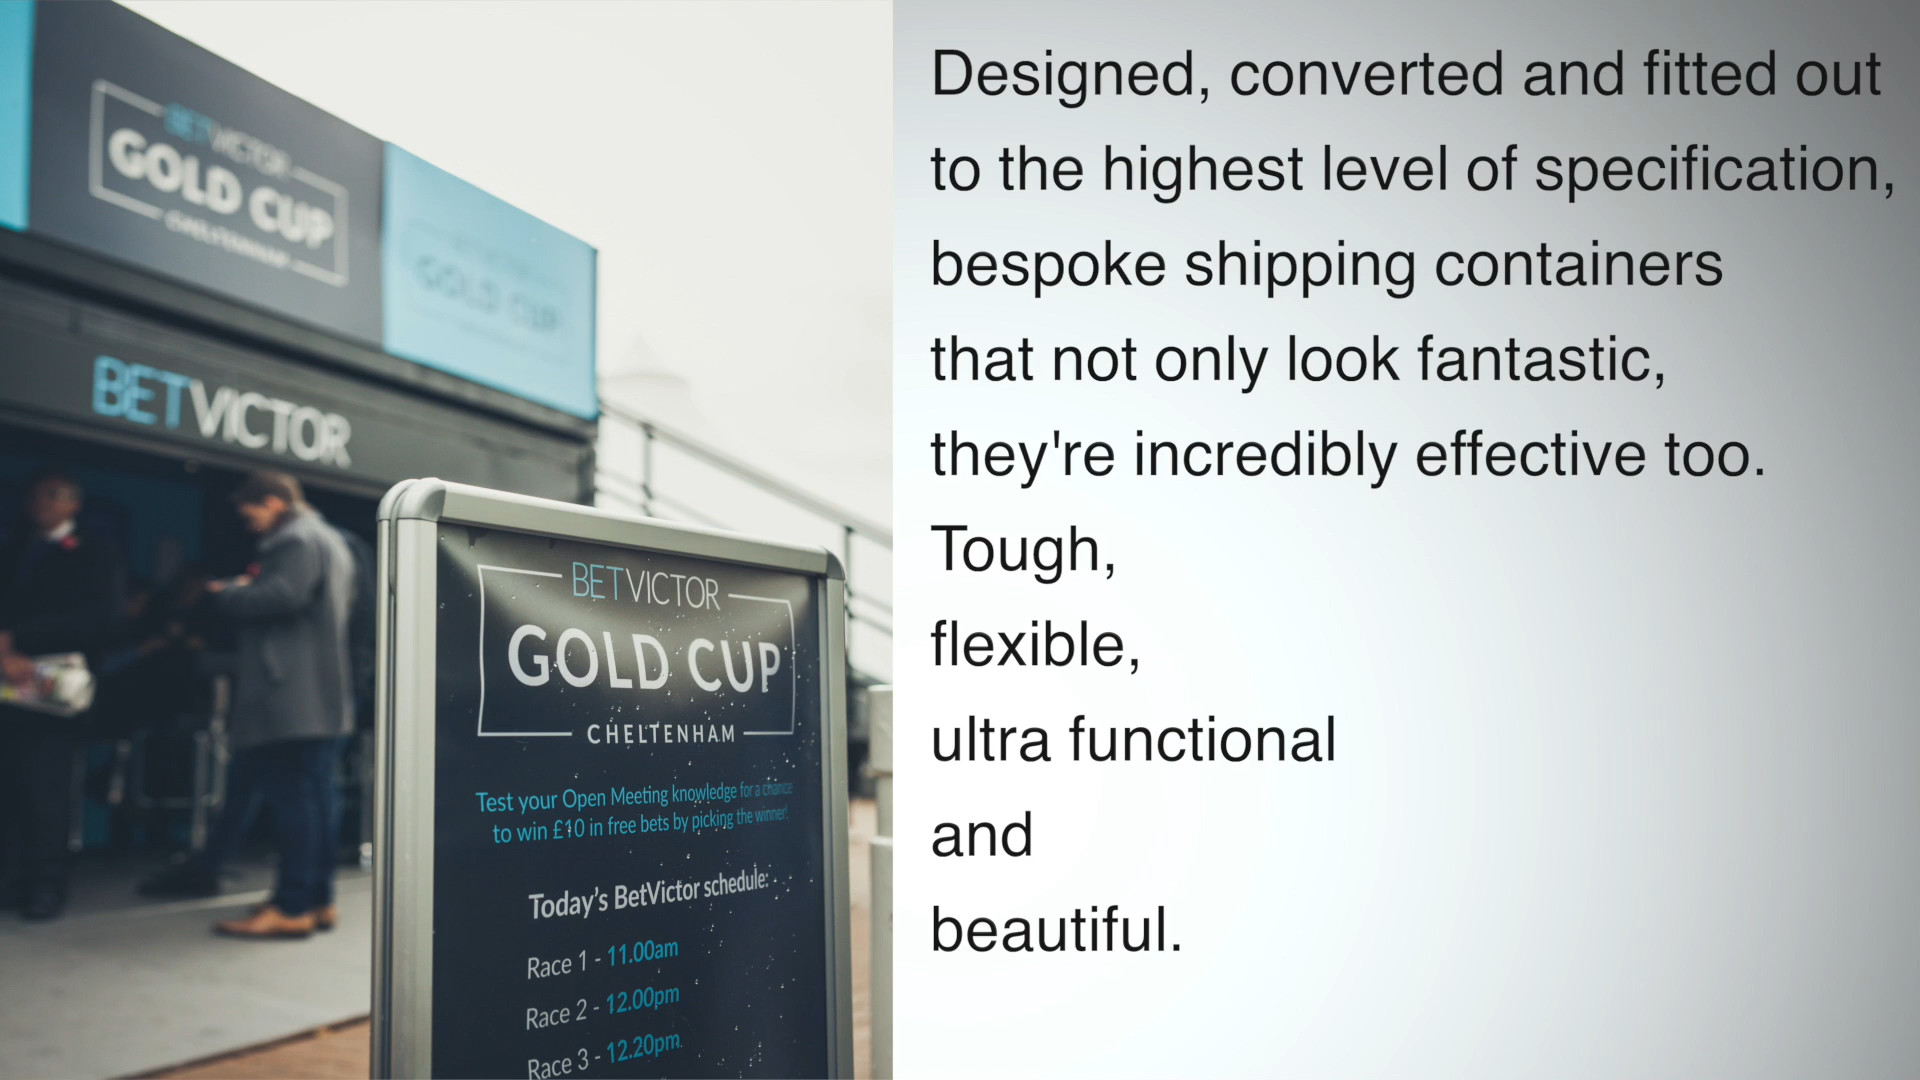 BETVICTOR
GOLD CUP
CHELTENHAM
GOLD CUP
BETVICTOR
BETVICTOR
GOLD CUP
CHELTENHAM
Test your Open Meeting knowledge for a chance
to win £10 in free bets by picking the winner!
Today's BetVictor schedule:
Race 1 - 11.00am
Race 2 - 12.00pm
Race 3 - 12.20pm
Designed, converted and fitted out
to the highest level of specification,
bespoke shipping containers
that not only look fantastic,
they're incredibly effective too.
Tough,
flexible,
ultra functional
and
beautiful.